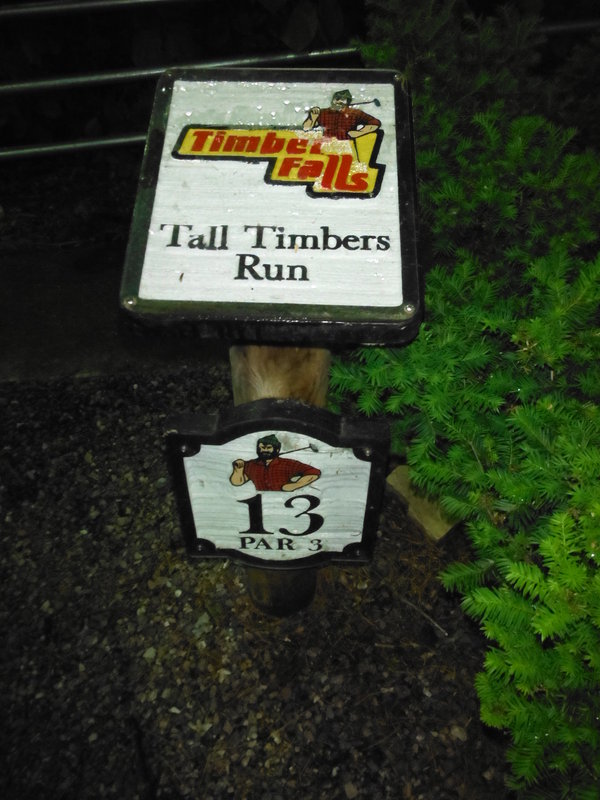 Timber
Falls
Tall Timbers
Run
13
PAR 3